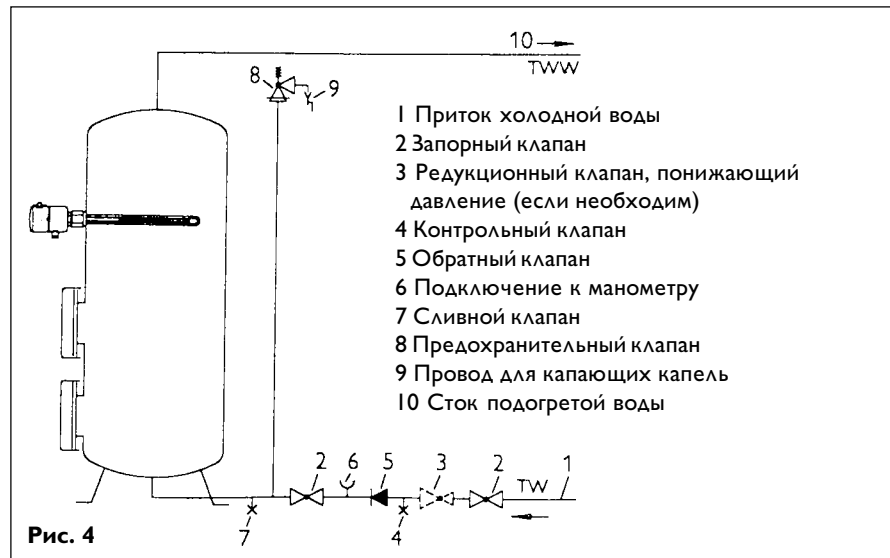 10
TWW
8
9
1 Приток холодной воды
2 Запорный клапан
3 Редукционный клапан, понижающий
давление (если необходим)
4 Контрольный клапан
5 Обратный клапан
6 Подключение к манометру
7 Сливной клапан
8 Предохранительный клапан
9 Провод для капающих капель
10 Сток подогретой воды
2 6 5 3 2 TW 1
7 4
Рис. 4